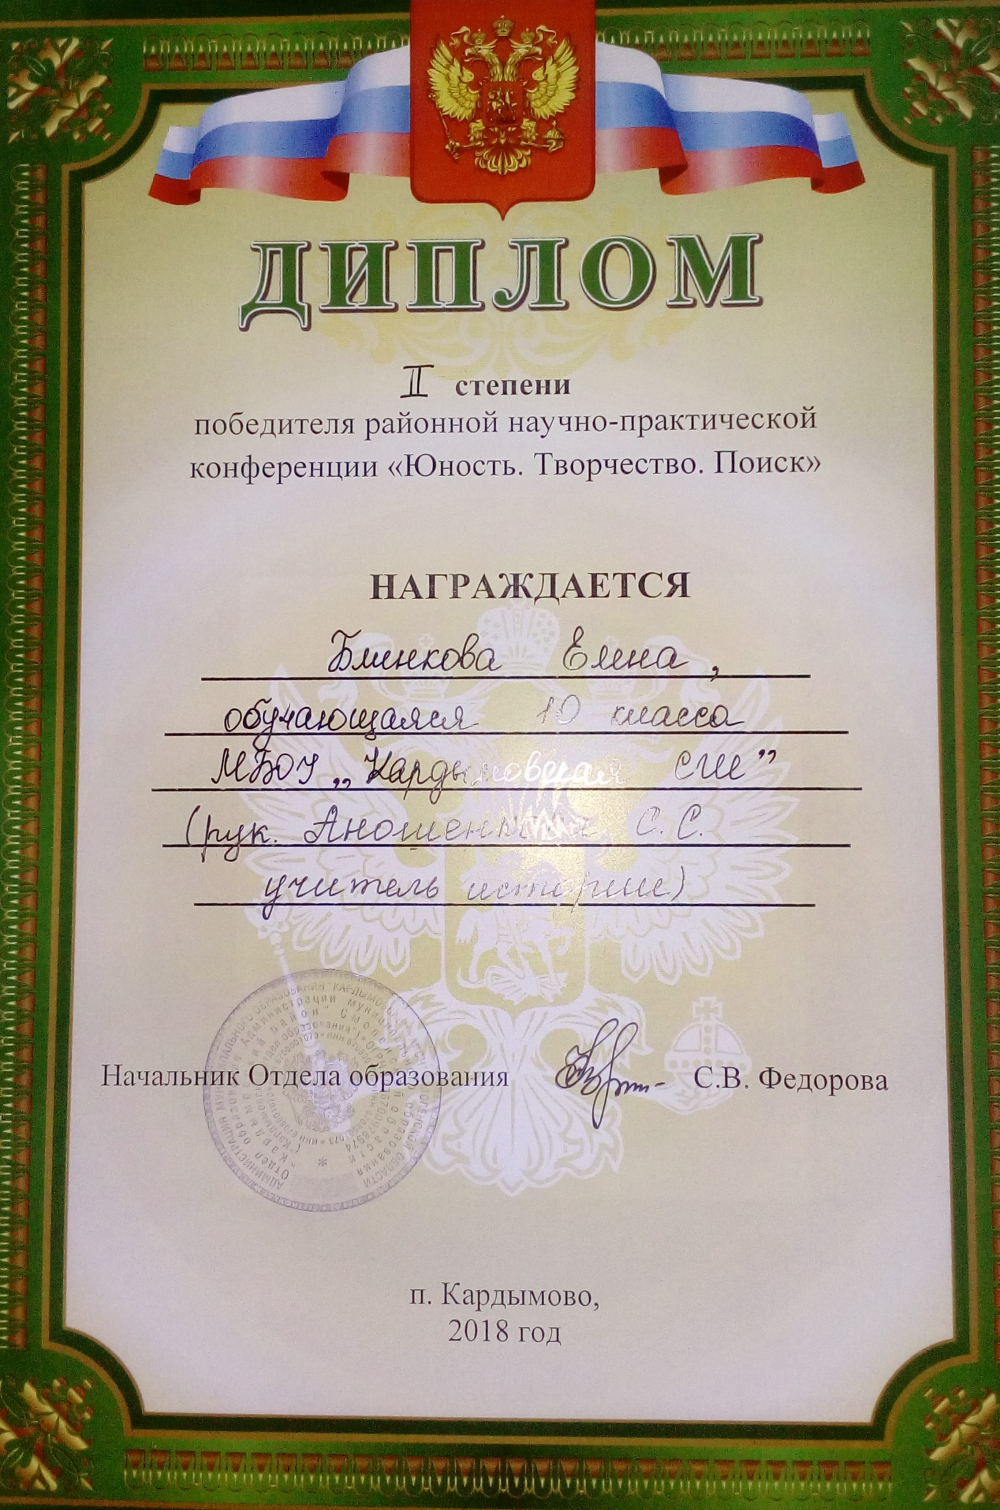 ДИПЛОМ
II степени
победителя районной научно-практической
конференции «Юность. Творчество. Поиск»
НАГРАЖДАЕТСЯ
Блинкова Елена,
обучающаяся 10 класса
МБОУ „Кардымовская СШ”
(рук. С.С.
учитель истории)
Начальник Отдела образования С.В. Федорова
п. Кардымово,
2018 год